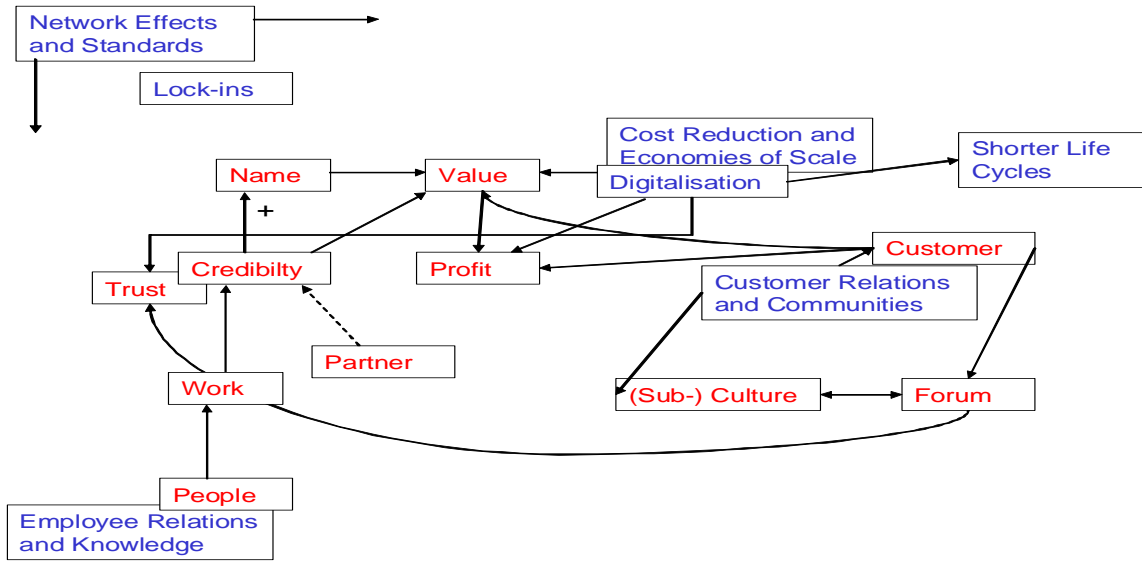 Network Effects
and Standards
Lock-ins
Cost Reduction and
Economies of Scale
Shorter Life
Cycles
Name
Value
Digitalisation
+
Customer
Credibilty
Profit
Trust
Customer Relations
and Communities
Partner
Work
(Sub-) Culture
Forum
People
Employee Relations
and Knowledge